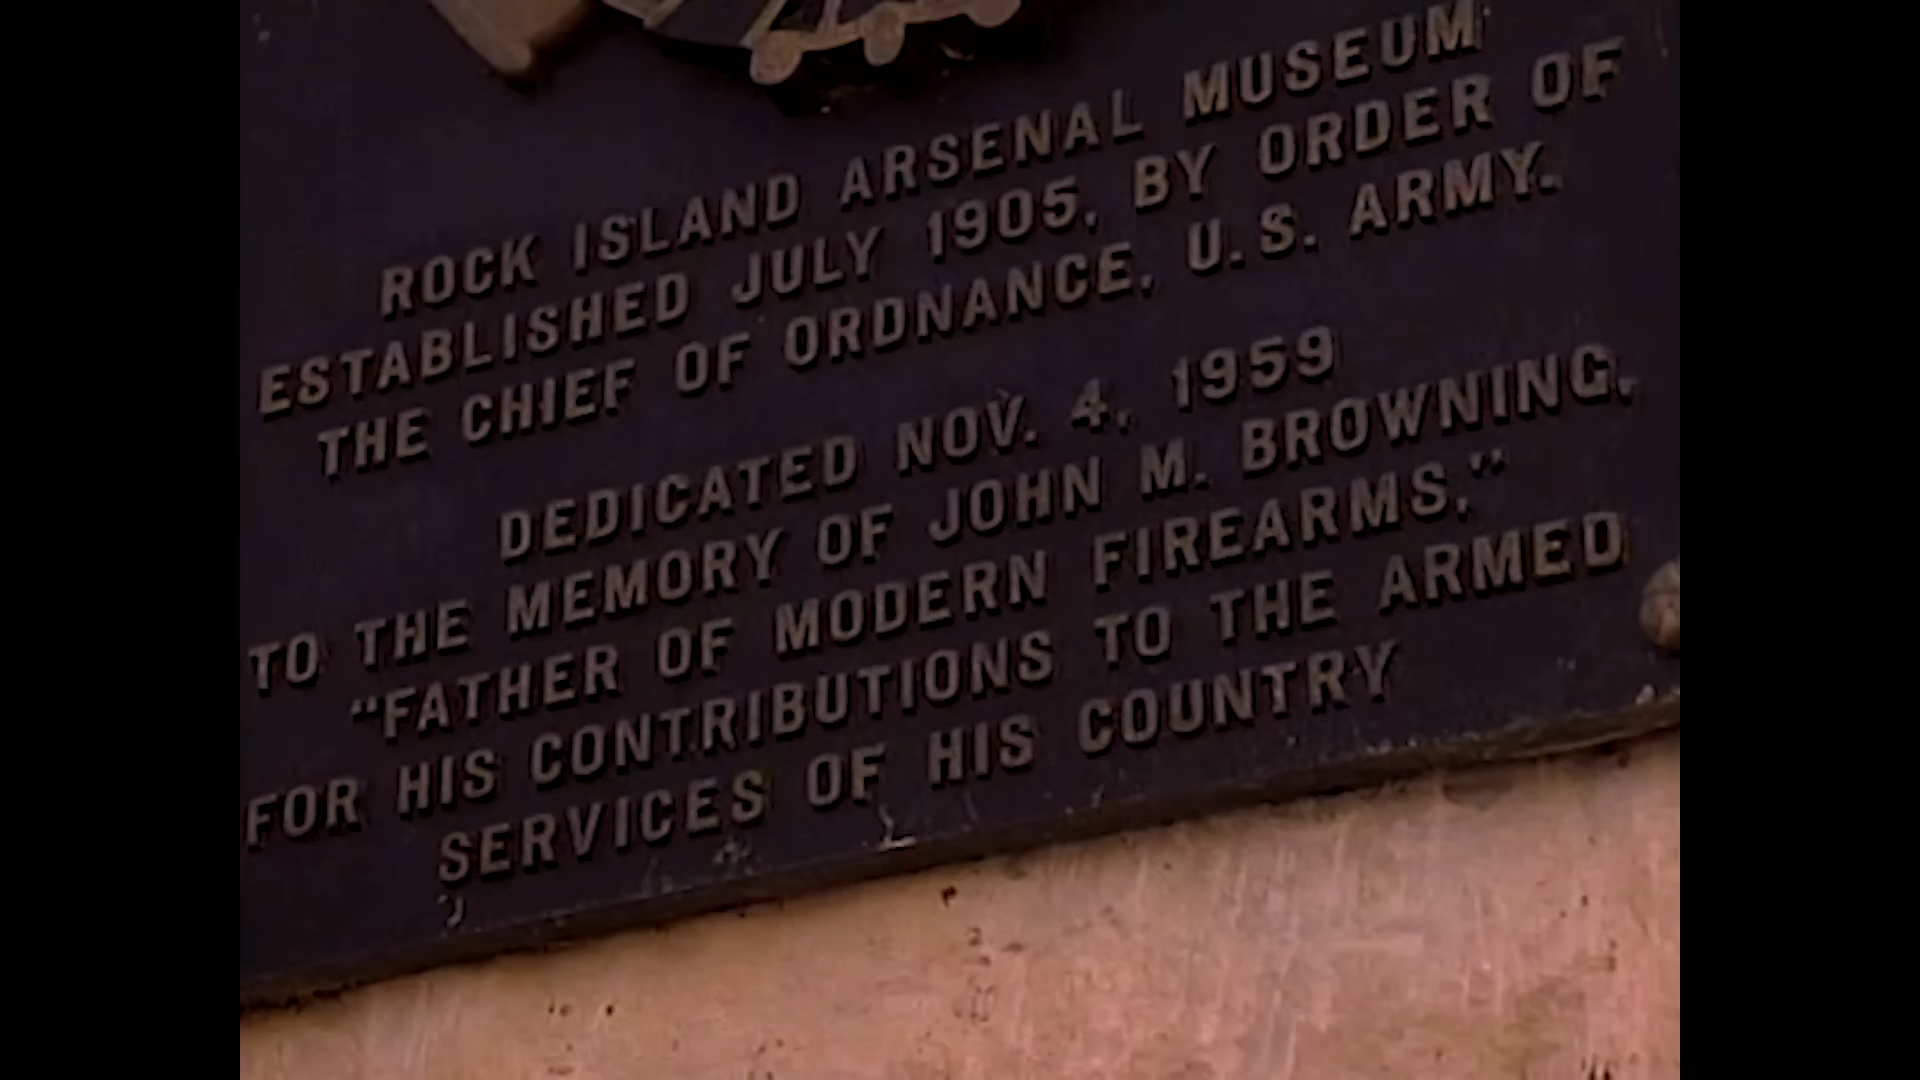 ROCK ISLAND ARSENAL MUSEUM
ESTABLISHED JULY 1905, BY ORDER OF
THE CHIEF OF ORDNANCE, U.S. ARMY.
DEDICATED NOV. 4, 1959
TO THE MEMORY OF JOHN M. BROWNING,
“FATHER OF MODERN FIREARMS,”
FOR HIS CONTRIBUTIONS TO THE ARMED
SERVICES OF HIS COUNTRY